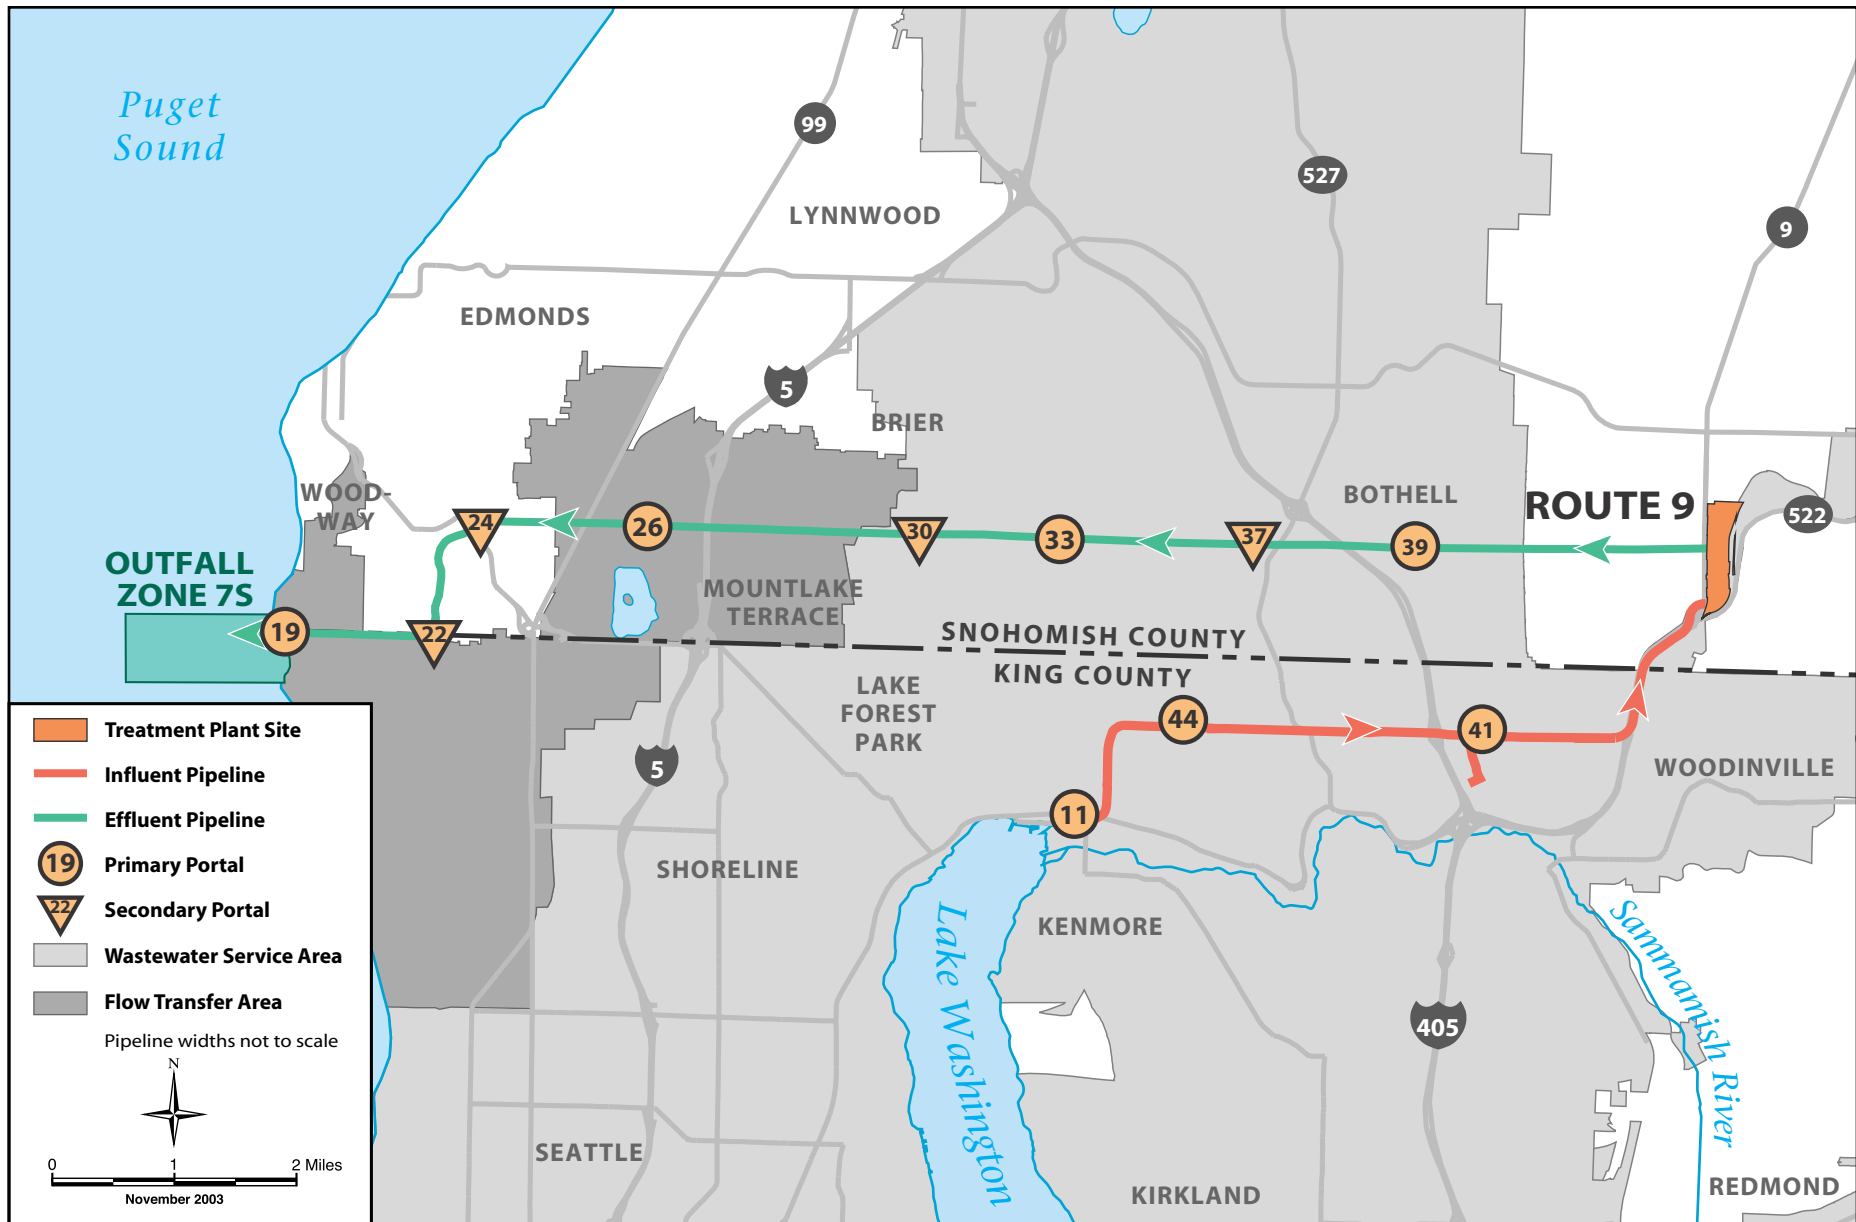 Puget
Sound
99
527
9
LYNNWOOD
EDMONDS
5
BRIER
WOOD-
WAY
BOTHELL
ROUTE 9
522
24
26
30
33
37
39
OUTFALL
ZONE 7S
MOUNTLAKE
TERRACE
19
22
SNOHOMISH COUNTY
KING COUNTY
LAKE
FOREST
PARK
44
41
5
11
WOODINVILLE
SHORELINE
KENMORE
Lake Washington
Sammamish River
405
SEATTLE
KIRKLAND
REDMOND
Treatment Plant Site
Influent Pipeline
Effluent Pipeline
19 Primary Portal
22 Secondary Portal
Wastewater Service Area
Flow Transfer Area
Pipeline widths not to scale
N
0 1 2 Miles
November 2003